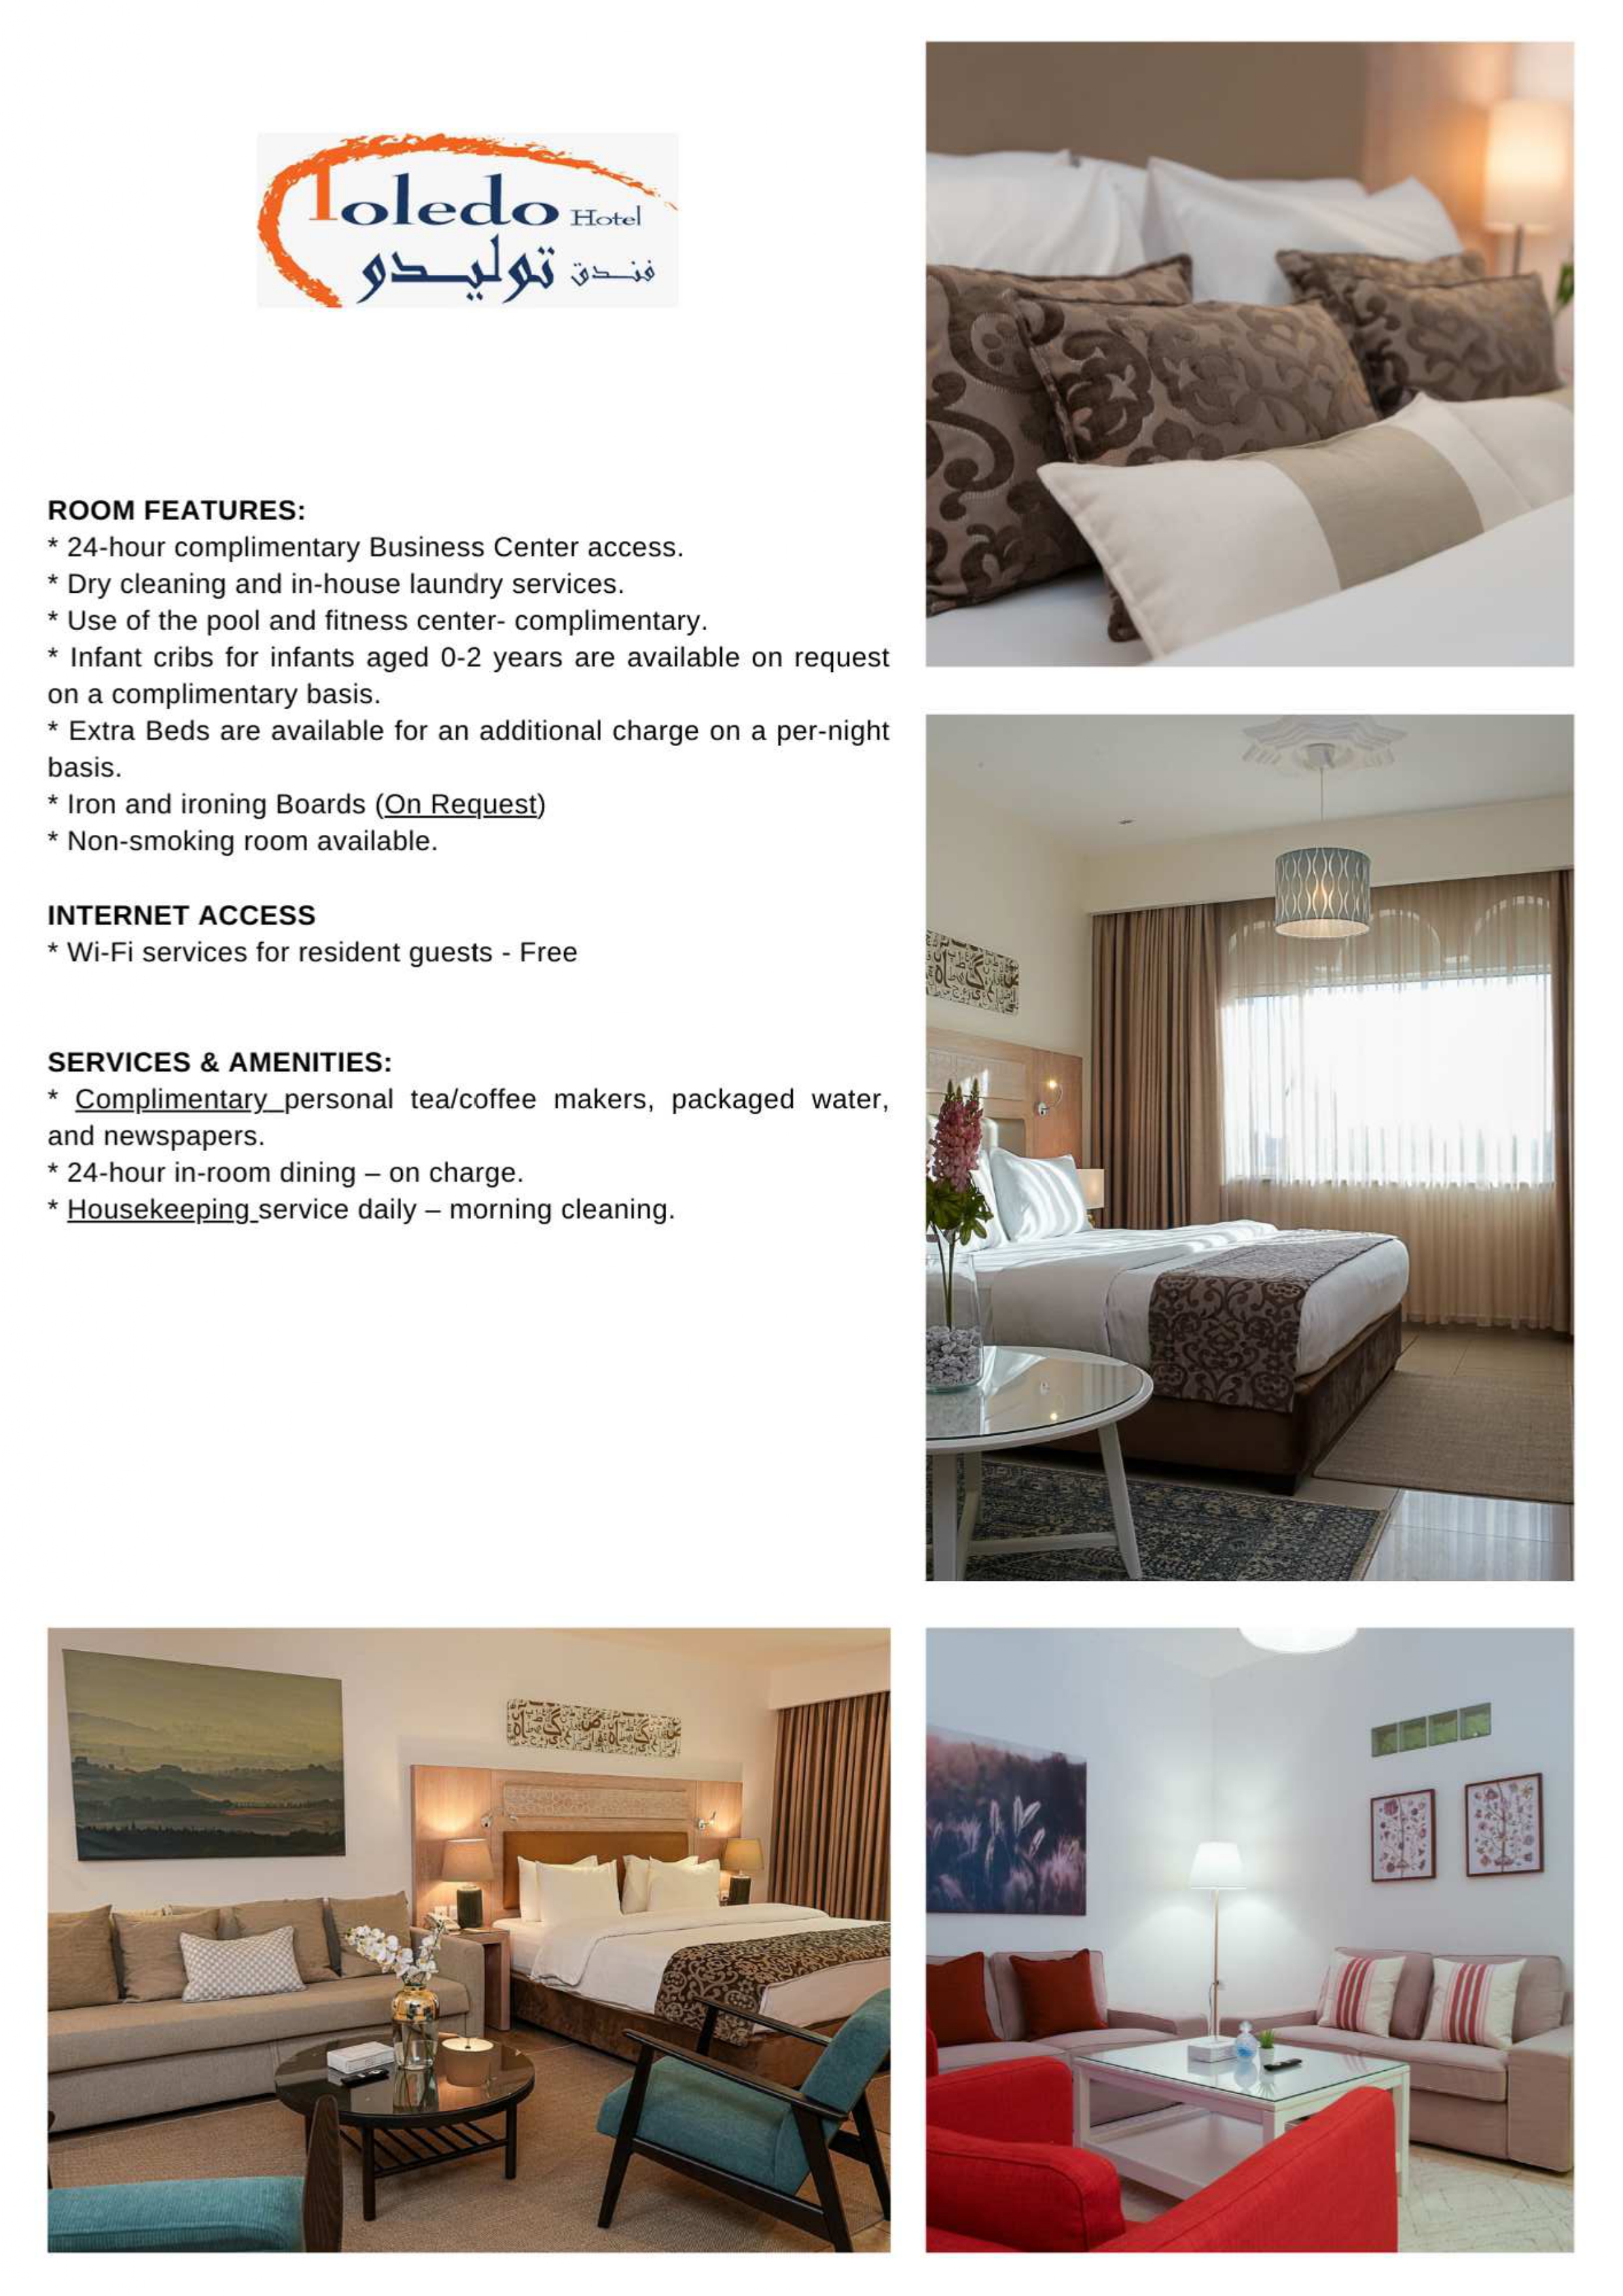 Toledo Hotel
فندق توليدو
ROOM FEATURES:
* 24-hour complimentary Business Center access.
* Dry cleaning and in-house laundry services.
* Use of the pool and fitness center- complimentary.
* Infant cribs for infants aged 0-2 years are available on request
on a complimentary basis.
* Extra Beds are available for an additional charge on a per-night
basis.
* Iron and ironing Boards (On Request)
* Non-smoking room available.
INTERNET ACCESS
* Wi-Fi services for resident guests - Free
SERVICES & AMENITIES:
* Complimentary personal tea/coffee makers, packaged water,
and newspapers.
* 24-hour in-room dining – on charge.
* Housekeeping service daily – morning cleaning.